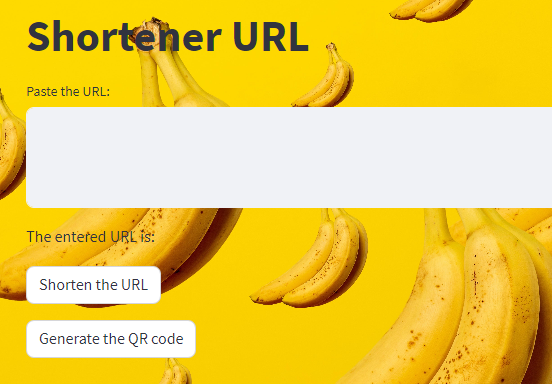 Shortener URL
Paste the URL:
The entered URL is:
Shorten the URL
Generate the QR code